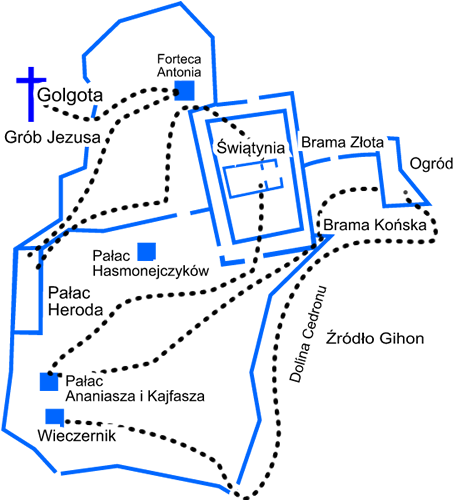 Forteca
Antonia
Golgota
Grób Jezusa
Świątynia
Brama Złota
Ogród
Brama Końska
Pałac
Hasmonejczyków
Pałac
Heroda
Dolina Cedronu
Źródło Gihon
Pałac
Ananiasza i Kajfasza
Wieczernik